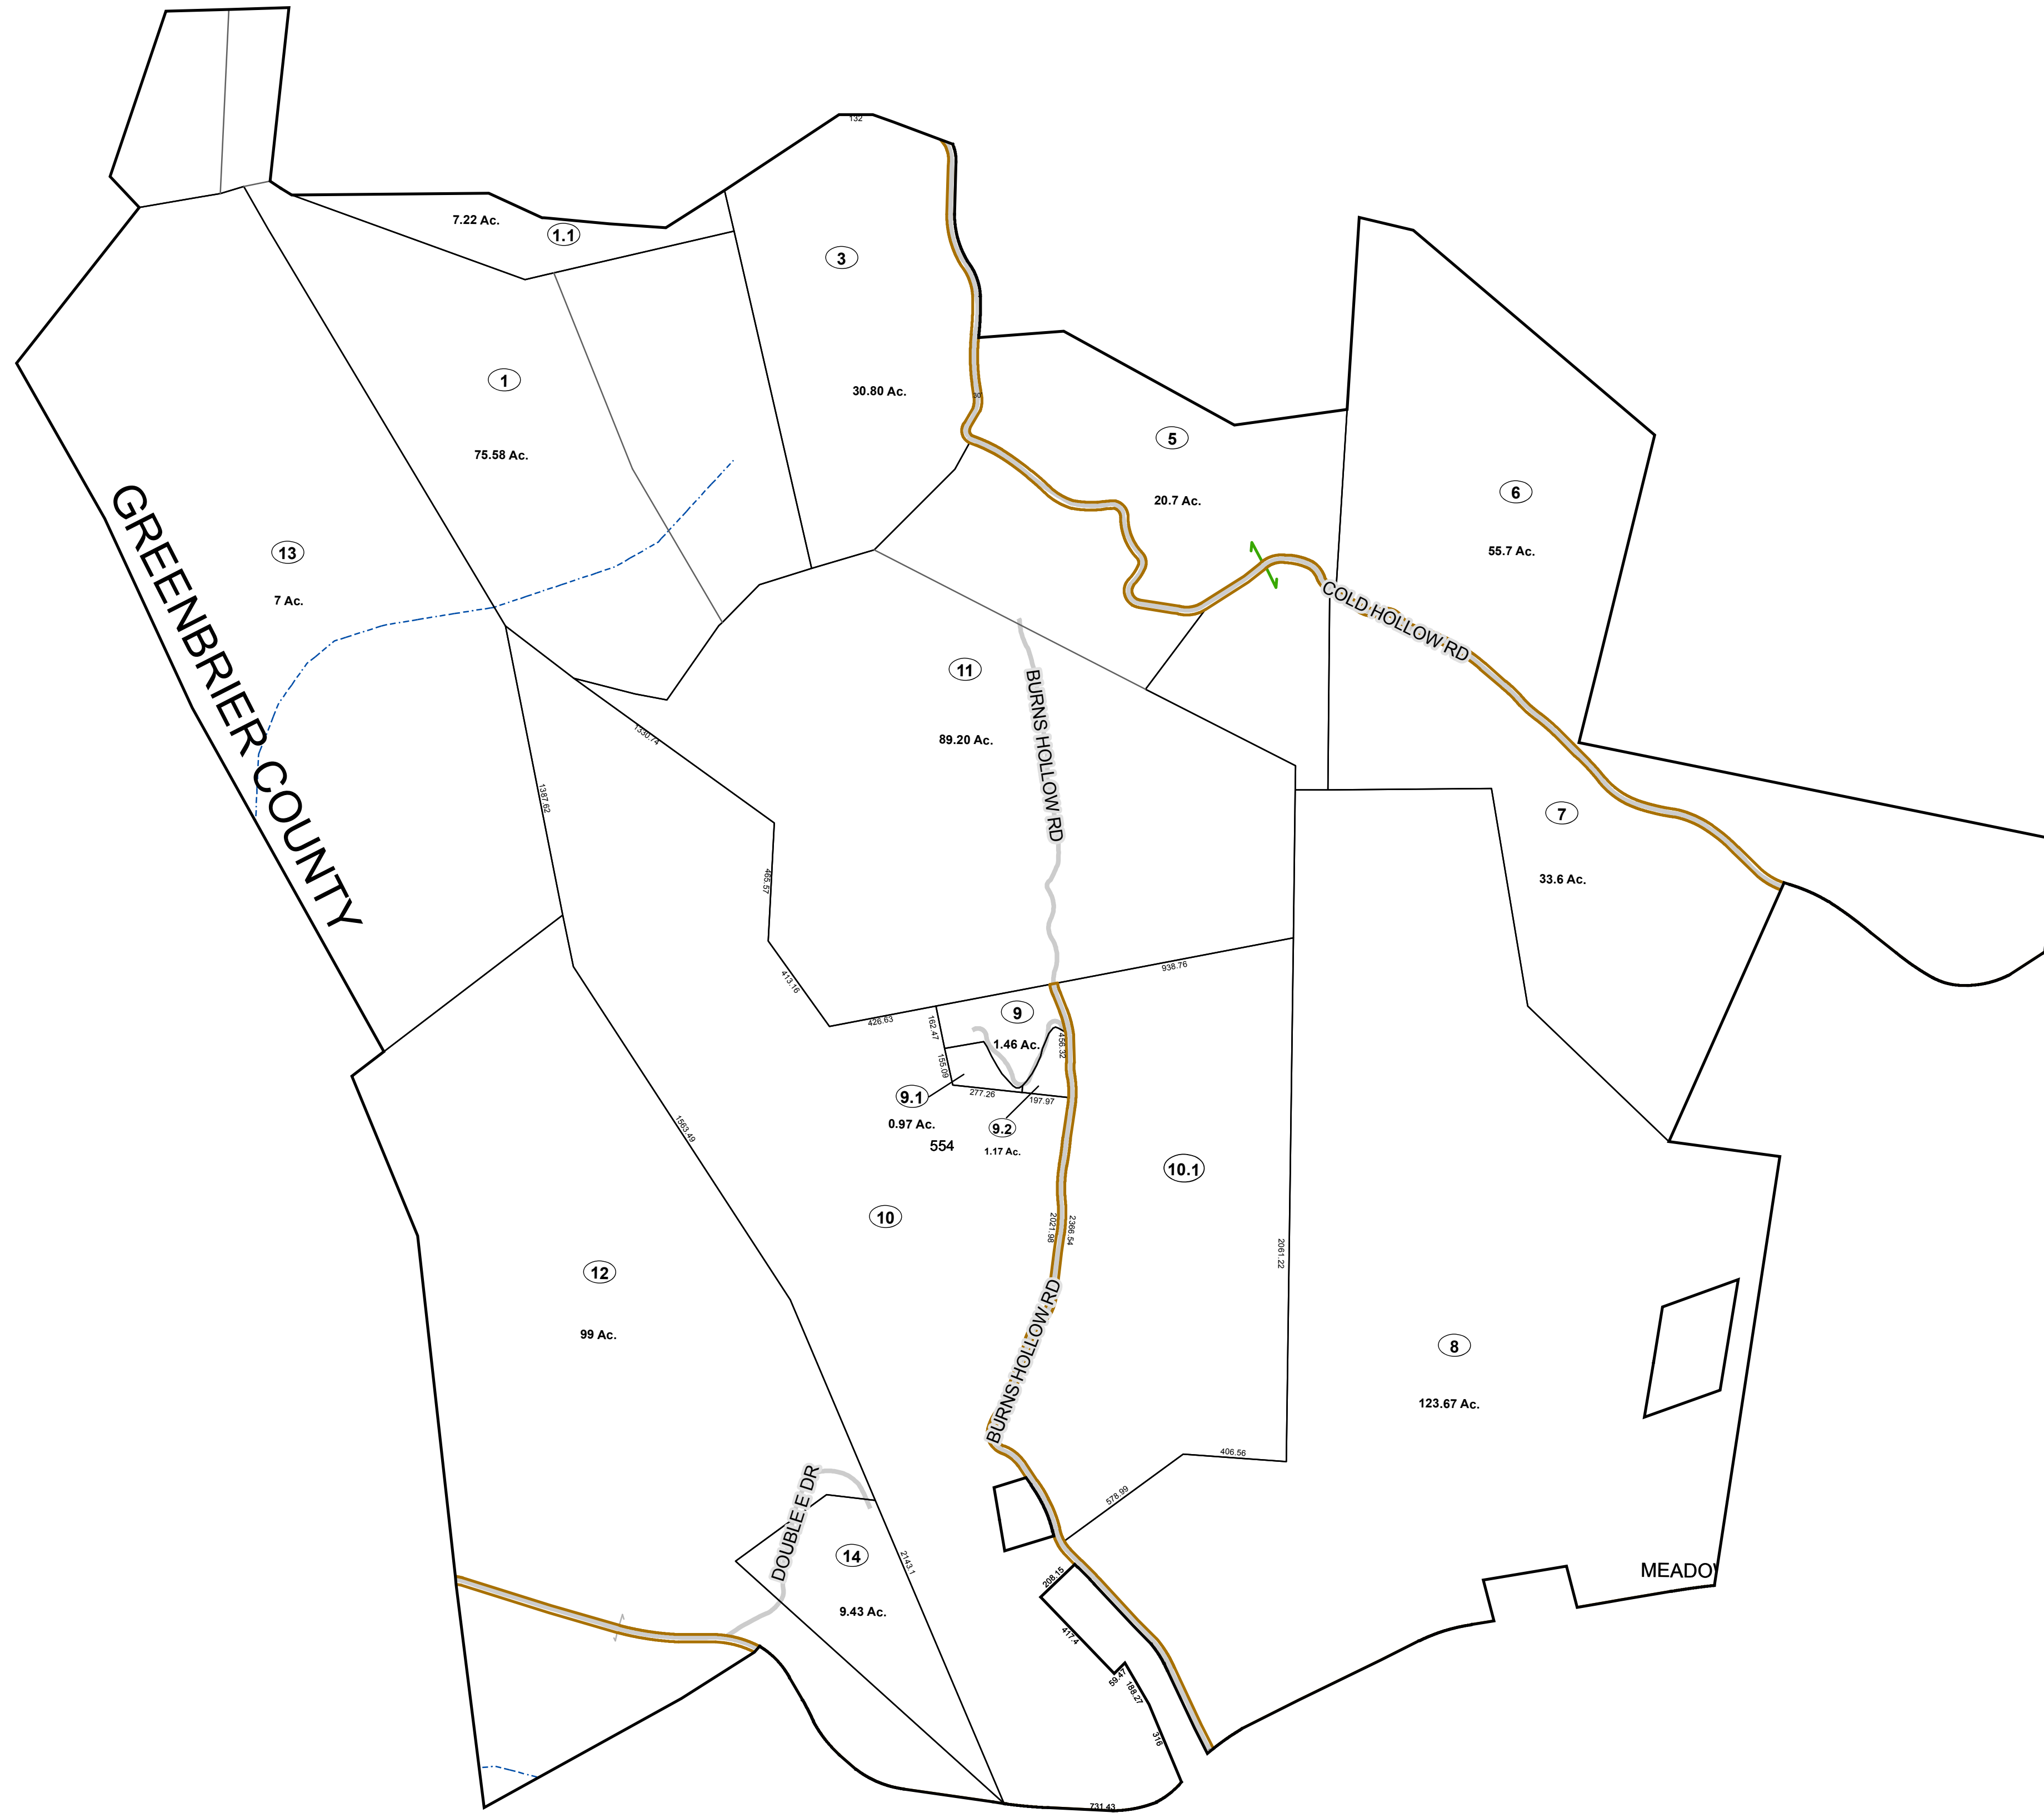 132
7.22 Ac.
1.1
3
1
30.80 Ac.
30
5
75.58 Ac.
20.7 Ac.
6
55.7 Ac.
13
7 Ac.
GREENBRIER COUNTY
COLD HOLLOW RD
11
89.20 Ac.
BURNS HOLLOW RD
1330.74
1387.62
7
33.6 Ac.
465.57
413.16
938.76
426.63
162.47
9
1.46 Ac.
456.32
155.09
9.1
277.26
197.97
0.97 Ac.
9.2
554
1.17 Ac.
1563.49
10.1
10
2021.98
2366.54
2061.22
12
99 Ac.
BURNS HOLLOW RD
8
123.67 Ac.
406.56
578.99
DOUBLE E DR
14
9.43 Ac.
2143.1
208.15
417.4
59.47
188.27
316
731.43
MEADO